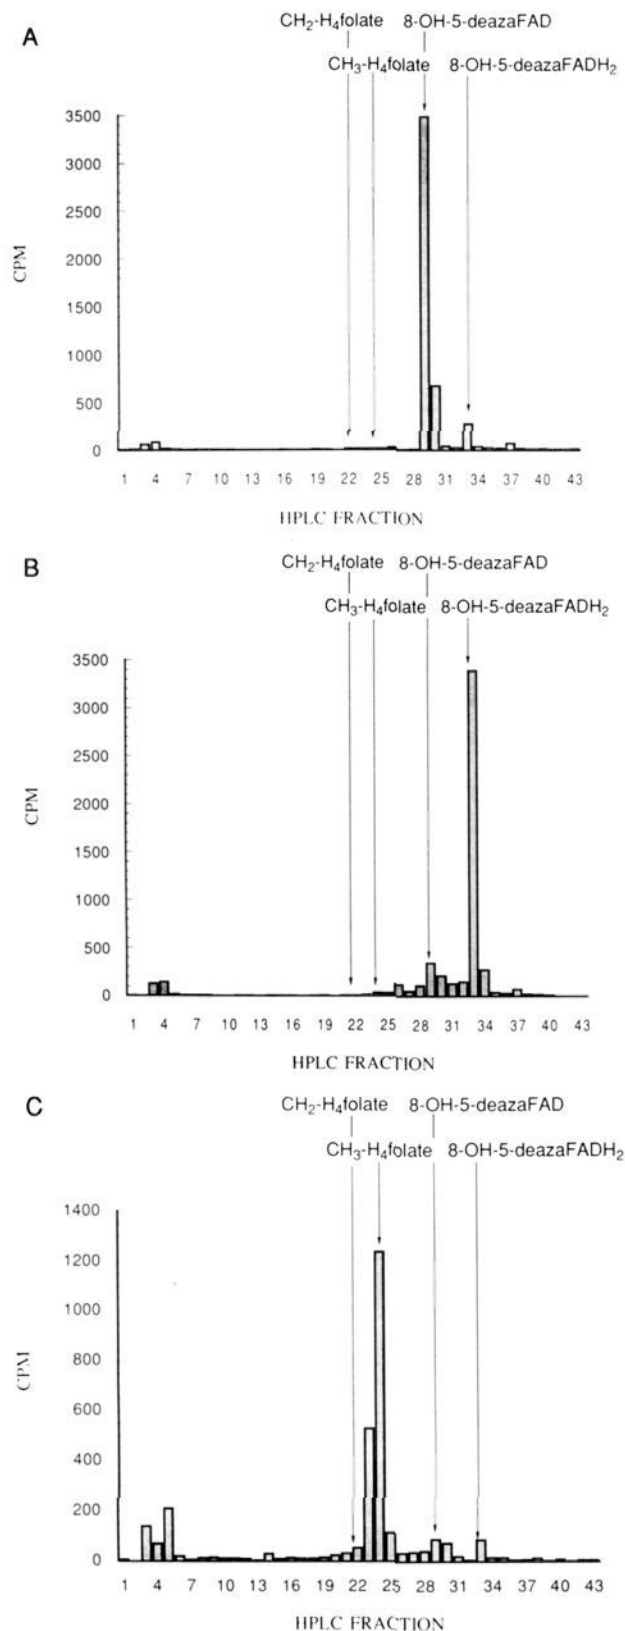 A
CH₂-H₄folate 8-OH-5-deazaFAD
CH₃-H₄folate 8-OH-5-deazaFADH₂
3500
3000
2500
2000
1500
1000
500
0
CPM
1 4 7 10 13 16 19 22 25 28 31 34 37 40 43
HPLC FRACTION
B
CH₂-H₄folate 8-OH-5-deazaFAD
CH₃-H₄folate 8-OH-5-deazaFADH₂
3500
3000
2500
2000
1500
1000
500
0
CPM
1 4 7 10 13 16 19 22 25 28 31 34 37 40 43
HPLC FRACTION
C
CH₂-H₄folate 8-OH-5-deazaFAD
CH₃-H₄folate 8-OH-5-deazaFADH₂
1400
1200
1000
800
600
400
200
0
CPM
1 4 7 10 13 16 19 22 25 28 31 34 37 40 43
HPLC FRACTION